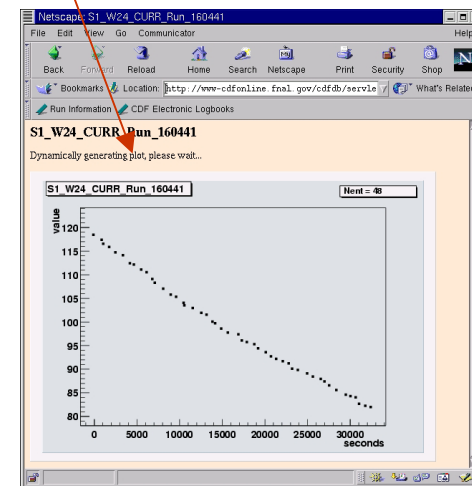 Netscape: S1_W24_CURR_Run_160441
File Edit View Go Communicator Help
Back Forward Reload Home Search Netscape Print Security Shop N
Bookmarks Location: http://www-cdfonline.fnal.gov/cdfdb/servle What's Relate
Run Information CDF Electronic Logbooks
S1_W24_CURR_Run_160441
Dynamically generating plot, please wait...
S1_W24_CURR_Run_160441 Nent = 48
value
120
115
110
105
100
95
90
85
80
0 5000 10000 15000 20000 25000 30000
seconds